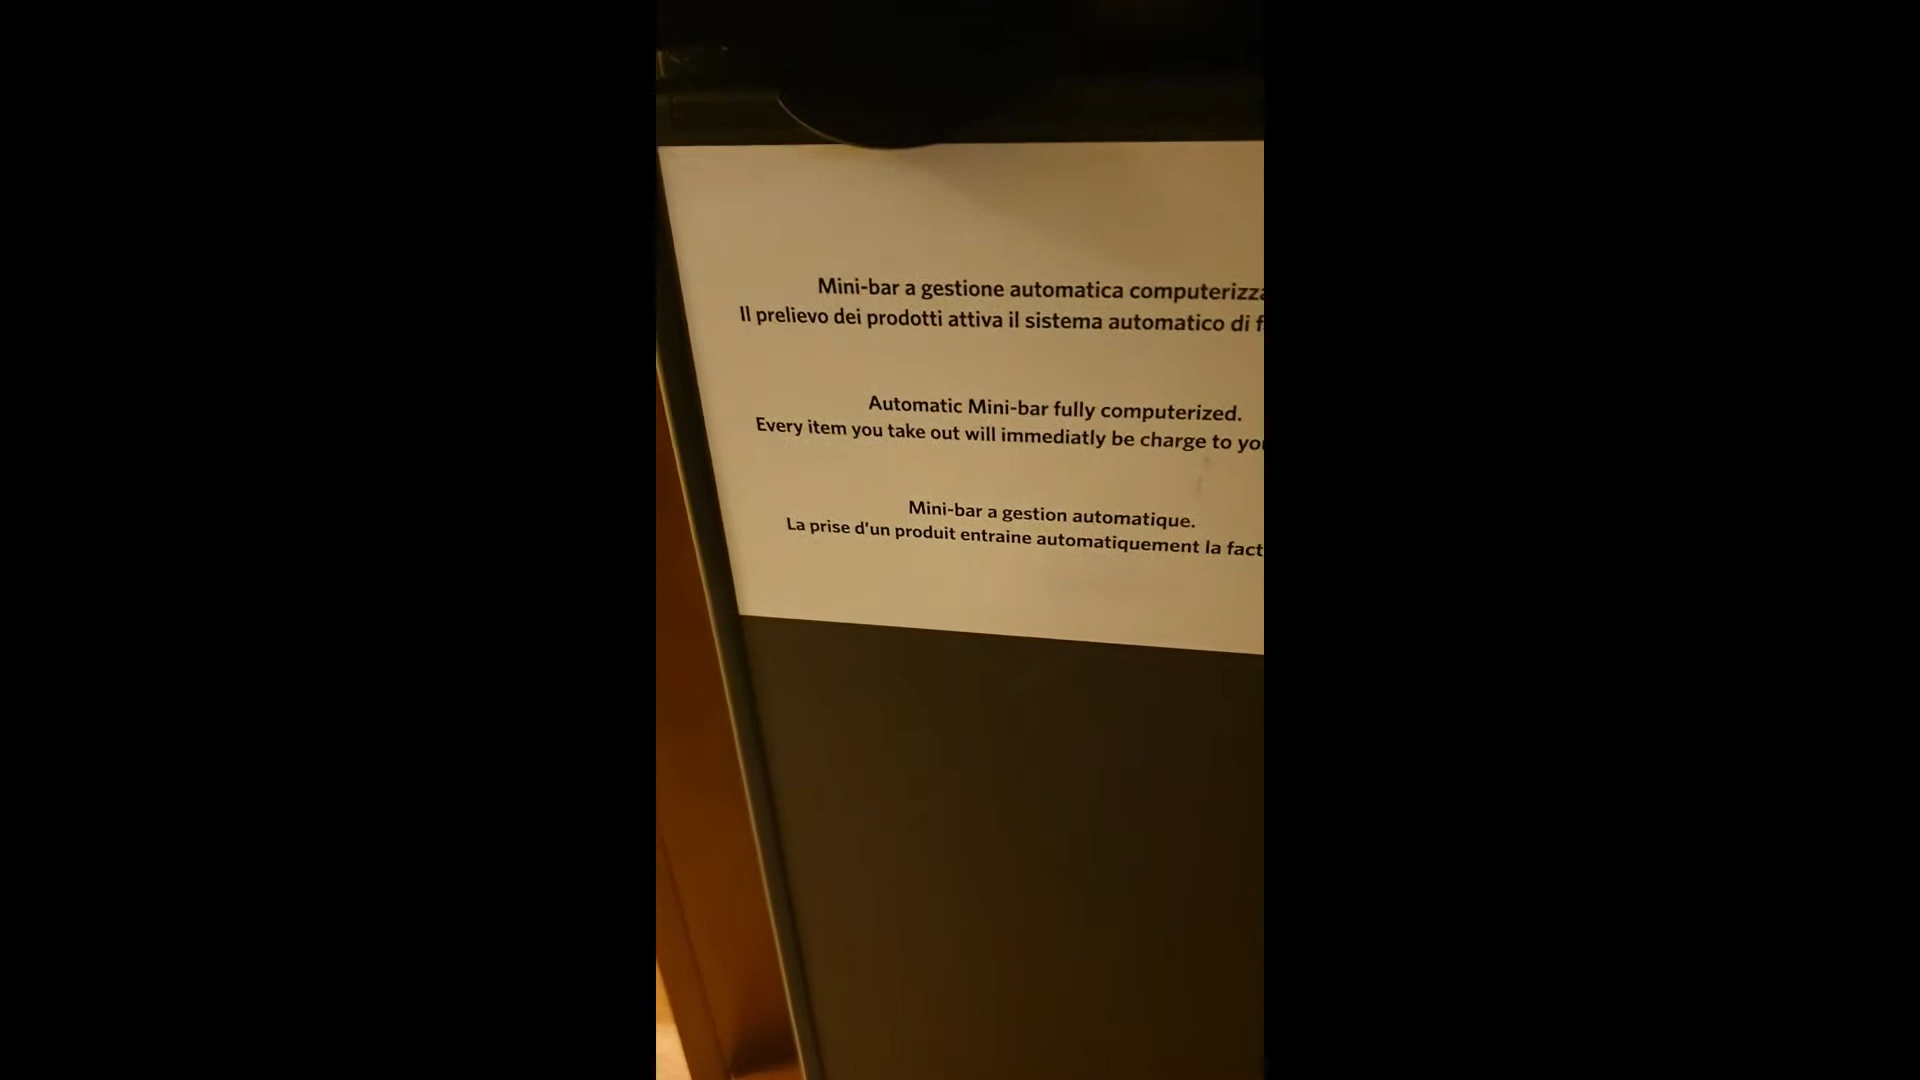 Mini-bar a gestione automatica computerizza
Il prelievo dei prodotti attiva il sistema automatico di f
Automatic Mini-bar fully computerized.
Every item you take out will immediatly be charge to yo
Mini-bar a gestion automatique.
La prise d'un produit entraine automatiquement la fact